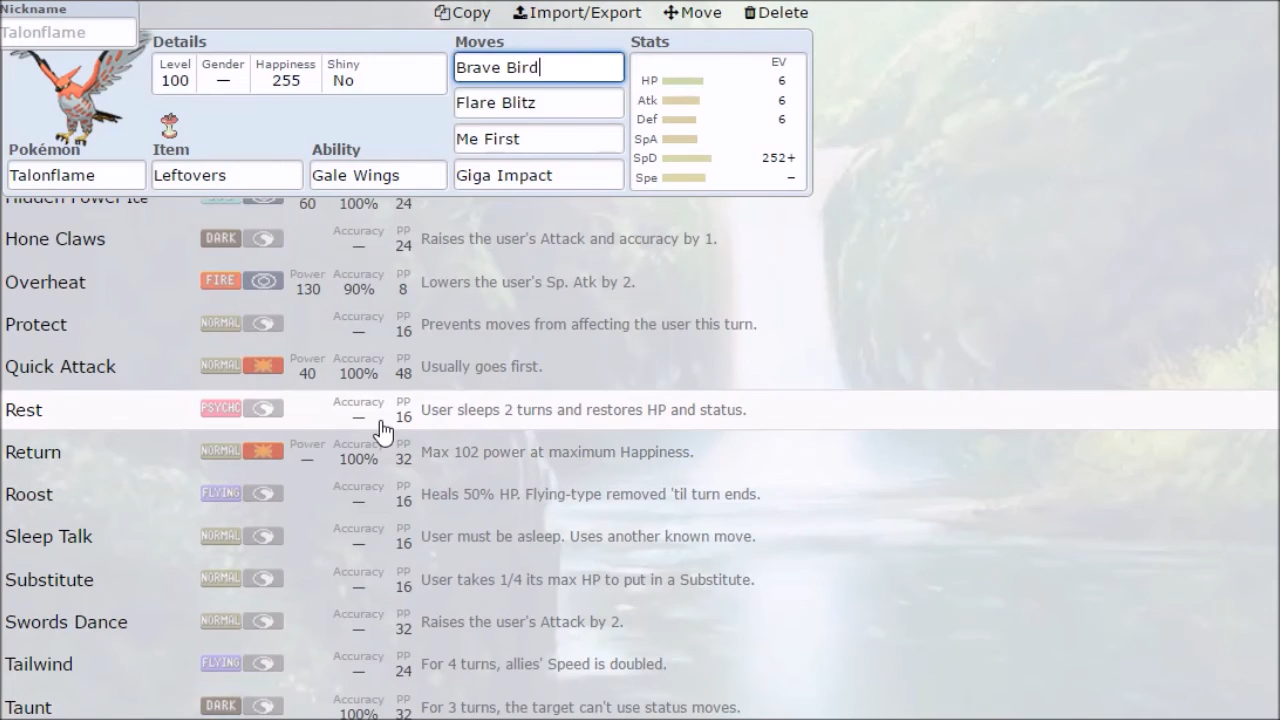 Nickname
Talonflame
Copy Import/Export Move Delete
Details
Level Gender Happiness Shiny
100 — 255 No
Pokémon Item Ability
Talonflame Leftovers Gale Wings
Moves
Brave Bird
Flare Blitz
Me First
Giga Impact
Stats
EV
HP 6
Atk 6
Def 6
SpA
SpD 252+
Spe –
Hidden Power Ice 60 100% 24
Hone Claws DARK Accuracy — PP 24 Raises the user's Attack and accuracy by 1.
Overheat FIRE Power 130 Accuracy 90% PP 8 Lowers the user's Sp. Atk by 2.
Protect NORMAL Accuracy — PP 16 Prevents moves from affecting the user this turn.
Quick Attack NORMAL Power 40 Accuracy 100% PP 48 Usually goes first.
Rest PSYCHC Accuracy — PP 16 User sleeps 2 turns and restores HP and status.
Return NORMAL Power — Accuracy 100% PP 32 Max 102 power at maximum Happiness.
Roost FLYING Accuracy — PP 16 Heals 50% HP. Flying-type removed 'til turn ends.
Sleep Talk NORMAL Accuracy — PP 16 User must be asleep. Uses another known move.
Substitute NORMAL Accuracy — PP 16 User takes 1/4 its max HP to put in a Substitute.
Swords Dance NORMAL Accuracy — PP 32 Raises the user's Attack by 2.
Tailwind FLYING Accuracy — PP 24 For 4 turns, allies' Speed is doubled.
Taunt DARK Accuracy 100% PP 32 For 3 turns, the target can't use status moves.